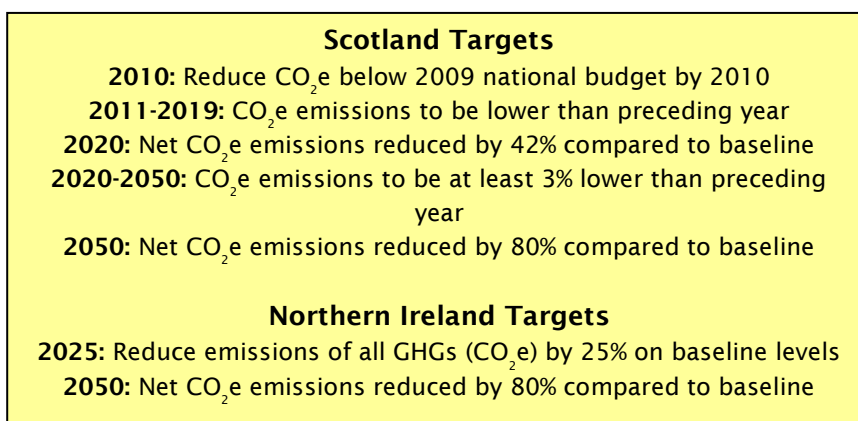 Scotland Targets
2010: Reduce CO₂e below 2009 national budget by 2010
2011-2019: CO₂e emissions to be lower than preceding year
2020: Net CO₂e emissions reduced by 42% compared to baseline
2020-2050: CO₂e emissions to be at least 3% lower than preceding
year
2050: Net CO₂e emissions reduced by 80% compared to baseline
Northern Ireland Targets
2025: Reduce emissions of all GHGs (CO₂e) by 25% on baseline levels
2050: Net CO₂e emissions reduced by 80% compared to baseline